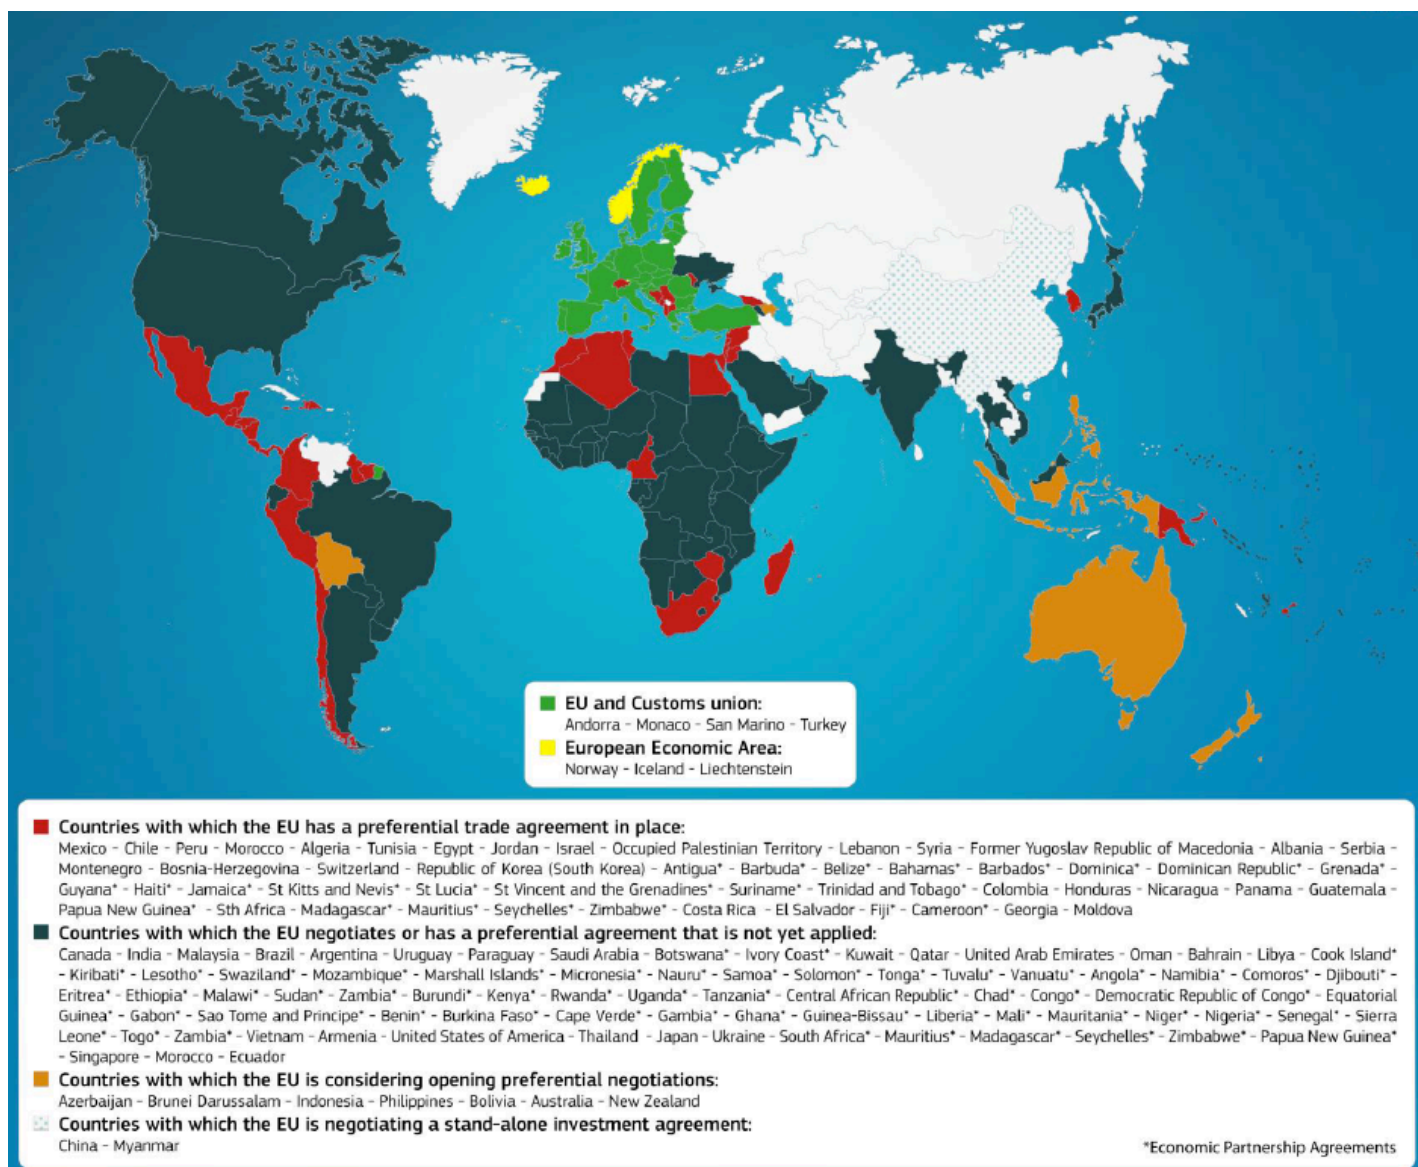 EU and Customs union:
Andorra - Monaco - San Marino - Turkey
European Economic Area:
Norway - Iceland - Liechtenstein
Countries with which the EU has a preferential trade agreement in place:
Mexico - Chile - Peru - Morocco - Algeria - Tunisia - Egypt - Jordan - Israel - Occupied Palestinian Territory - Lebanon - Syria - Former Yugoslav Republic of Macedonia - Albania - Serbia -
Montenegro - Bosnia-Herzegovina - Switzerland - Republic of Korea (South Korea) - Antigua* - Barbuda* - Belize* - Bahamas* - Barbados* - Dominica* - Dominican Republic* - Grenada* -
Guyana* - Haiti* - Jamaica* - St Kitts and Nevis* - St Lucia* - St Vincent and the Grenadines* - Suriname* - Trinidad and Tobago* - Colombia - Honduras - Nicaragua - Panama - Guatemala -
Papua New Guinea* - Sth Africa - Madagascar* - Mauritius* - Seychelles* - Zimbabwe* - Costa Rica - El Salvador - Fiji* - Cameroon* - Georgia - Moldova
Countries with which the EU negotiates or has a preferential agreement that is not yet applied:
Canada - India - Malaysia - Brazil - Argentina - Uruguay - Paraguay - Saudi Arabia - Botswana* - Ivory Coast* - Kuwait - Qatar - United Arab Emirates - Oman - Bahrain - Libya - Cook Island*
- Kiribati* - Lesotho* - Swaziland* - Mozambique* - Marshall Islands* - Micronesia* - Nauru* - Samoa* - Solomon* - Tonga* - Tuvalu* - Vanuatu* - Angola* - Namibia* - Comoros* - Djibouti* -
Eritrea* - Ethiopia* - Malawi* - Sudan* - Zambia* - Burundi* - Kenya* - Rwanda* - Uganda* - Tanzania* - Central African Republic* - Chad* - Congo* - Democratic Republic of Congo* - Equatorial
Guinea* - Gabon* - Sao Tome and Principe* - Benin* - Burkina Faso* - Cape Verde* - Gambia* - Ghana* - Guinea-Bissau* - Liberia* - Mali* - Mauritania* - Niger* - Nigeria* - Senegal* - Sierra
Leone* - Togo* - Zambia* - Vietnam - Armenia - United States of America - Thailand - Japan - Ukraine - South Africa* - Mauritius* - Madagascar* - Seychelles* - Zimbabwe* - Papua New Guinea*
- Singapore - Morocco - Ecuador
Countries with which the EU is considering opening preferential negotiations:
Azerbaijan - Brunei Darussalam - Indonesia - Philippines - Bolivia - Australia - New Zealand
Countries with which the EU is negotiating a stand-alone investment agreement:
China - Myanmar
*Economic Partnership Agreements